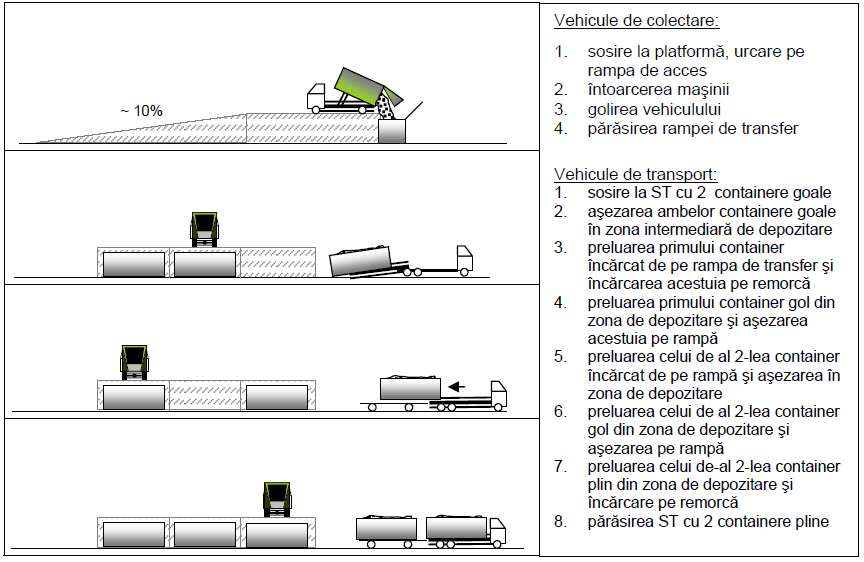 ~ 10%
Vehicule de colectare:
1. sosire la platformă, urcare pe
rampa de acces
2. întoarcerea maşinii
3. golirea vehiculului
4. părăsirea rampei de transfer
Vehicule de transport:
1. sosire la ST cu 2 containere goale
2. aşezarea ambelor containere goale
în zona intermediară de depozitare
3. preluarea primului container
încărcat de pe rampa de transfer şi
încărcarea acestuia pe remorcă
4. preluarea primului container gol din
zona de depozitare şi aşezarea
acestuia pe rampă
5. preluarea celui de al 2-lea container
încărcat de pe rampă şi aşezarea în
zona de depozitare
6. preluarea celui de al 2-lea container
gol din zona de depozitare şi
aşezarea pe rampă
7. preluarea celui de-al 2-lea container
plin din zona de depozitare şi
încărcare pe remorcă
8. părăsirea ST cu 2 containere pline